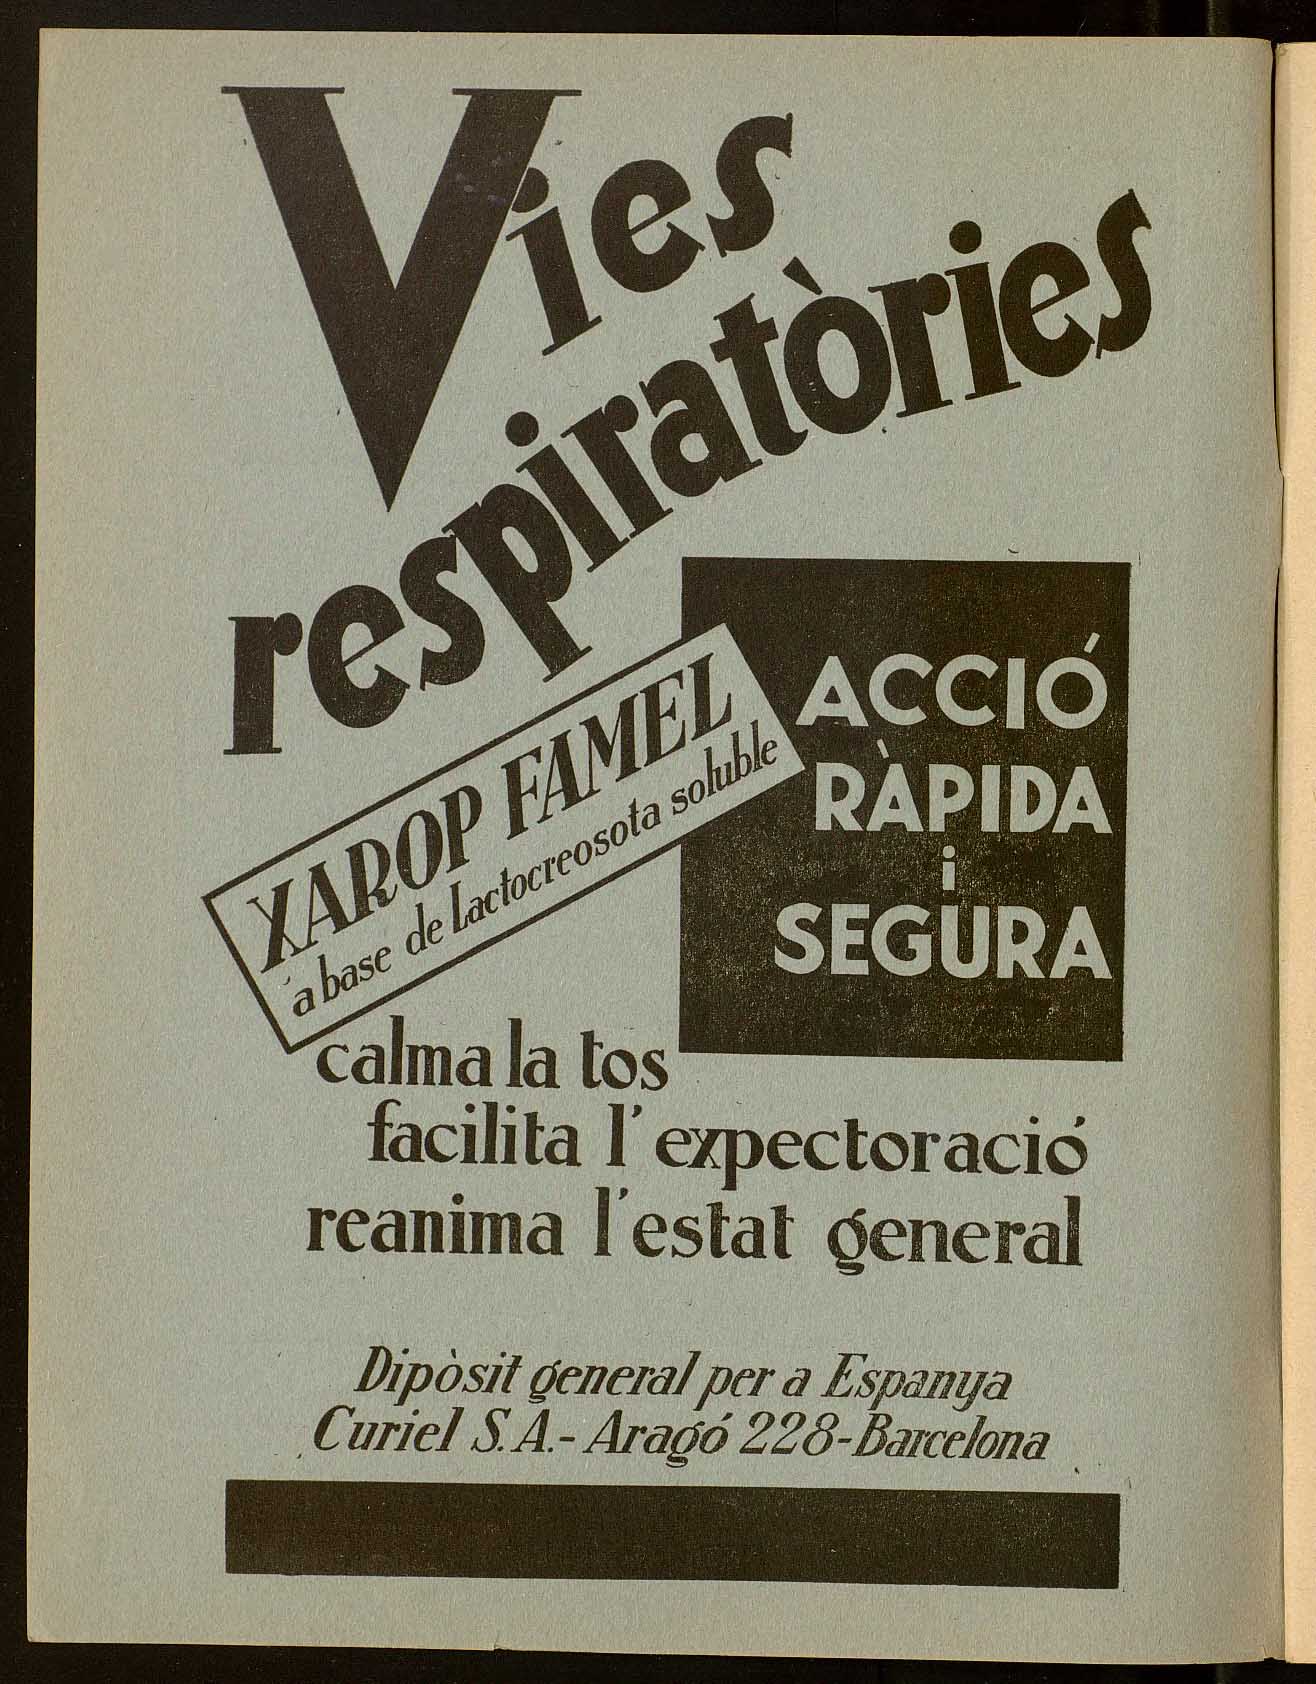 Vies
respiratòries
XAROP FAMEL
a base de Lactocreosota soluble
ACCIÓ
RÀPIDA
i
SEGURA
calma la tos
facilita l'expectoració
reanima l'estat general
Dipòsit general per a Espanya
Curiel S.A.-Aragó 228-Barcelona